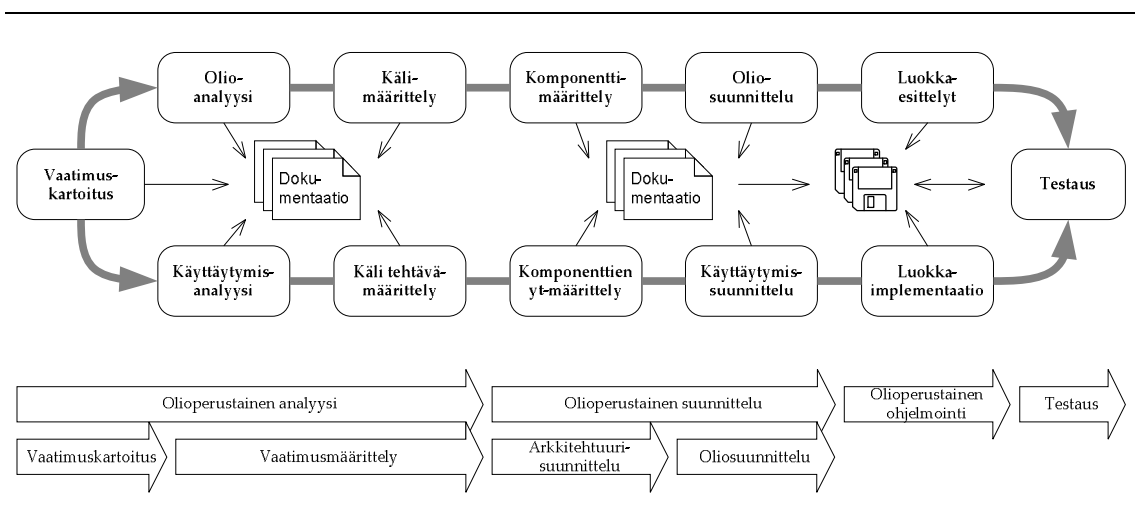 Olio-
analyysi
Käli-
määrittely
Komponentti-
määrittely
Olio-
suunnittelu
Luokka-
esittelyt
Vaatimus-
kartoitus
Doku-
mentaatio
Doku-
mentaatio
Testaus
Käyttäytymis-
analyysi
Käli tehtävä-
määrittely
Komponenttien
yt-määrittely
Käyttäytymis-
suunnittelu
Luokka-
implementaatio
Olioperustainen analyysi
Olioperustainen suunnittelu
Olioperustainen
ohjelmointi
Testaus
Vaatimuskartoitus
Vaatimusmäärittely
Arkkitehtuuri-
suunnittelu
Oliosuunnittelu